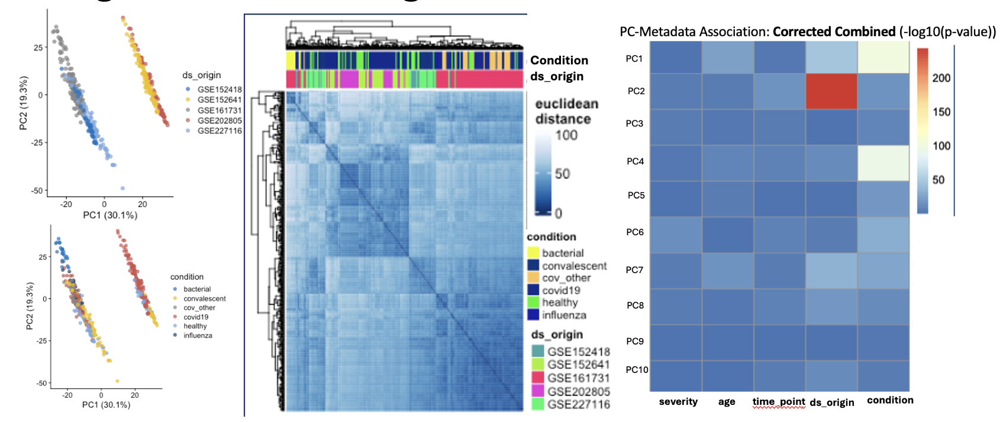 ds_origin
GSE152418
GSE152641
GSE161731
GSE202805
GSE227116
PC2 (19.3%)
25
0
-25
-50
-20
0
20
PC1 (30.1%)
condition
bacterial
convalescent
cov_other
covid19
healthy
influenza
PC2 (19.3%)
25
0
-25
-50
-20
0
20
PC1 (30.1%)
Condition
ds_origin
euclidean
distance
100
50
0
condition
bacterial
convalescent
cov_other
covid19
healthy
influenza
ds_origin
GSE152418
GSE152641
GSE161731
GSE202805
GSE227116
PC-Metadata Association: Corrected Combined (-log10(p-value))
PC1
PC2
PC3
PC4
PC5
PC6
PC7
PC8
PC9
PC10
severity
age
time_point
ds_origin
condition
200
150
100
50